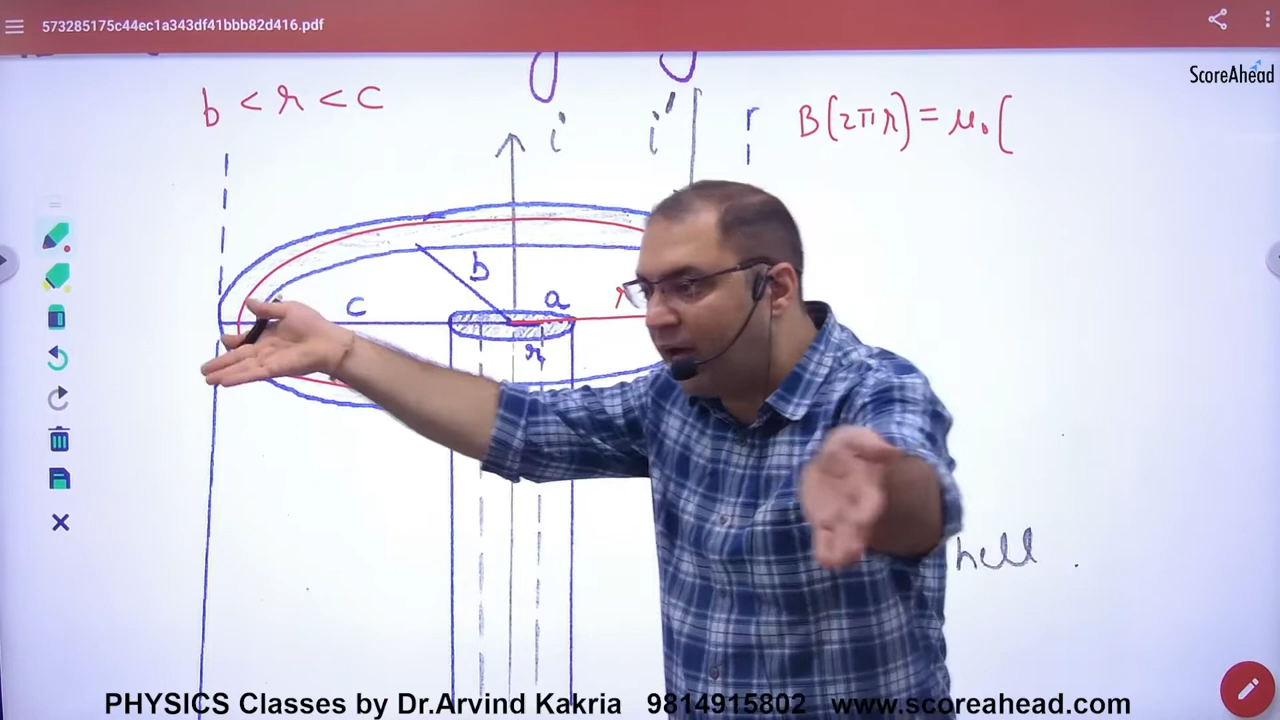 573285175c44ec1a343df41bbb82d416.pdf
ScoreAhead
b < r < c
i i' r B(2πr) = μ₀(
b
c a r
r
hell.
PHYSICS Classes by Dr.Arvind Kakria 9814915802 www.scoreahead.com